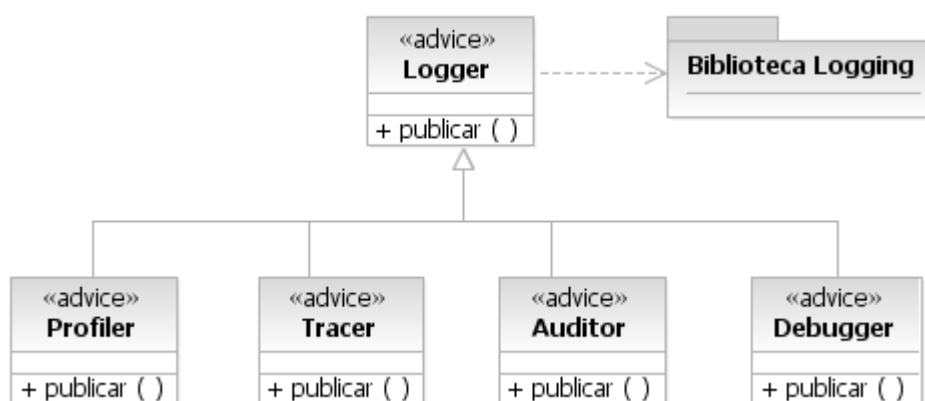 «advice»
Logger
+ publicar ( )
Biblioteca Logging
«advice»
Profiler
+ publicar ( )
«advice»
Tracer
+ publicar ( )
«advice»
Auditor
+ publicar ( )
«advice»
Debugger
+ publicar ( )